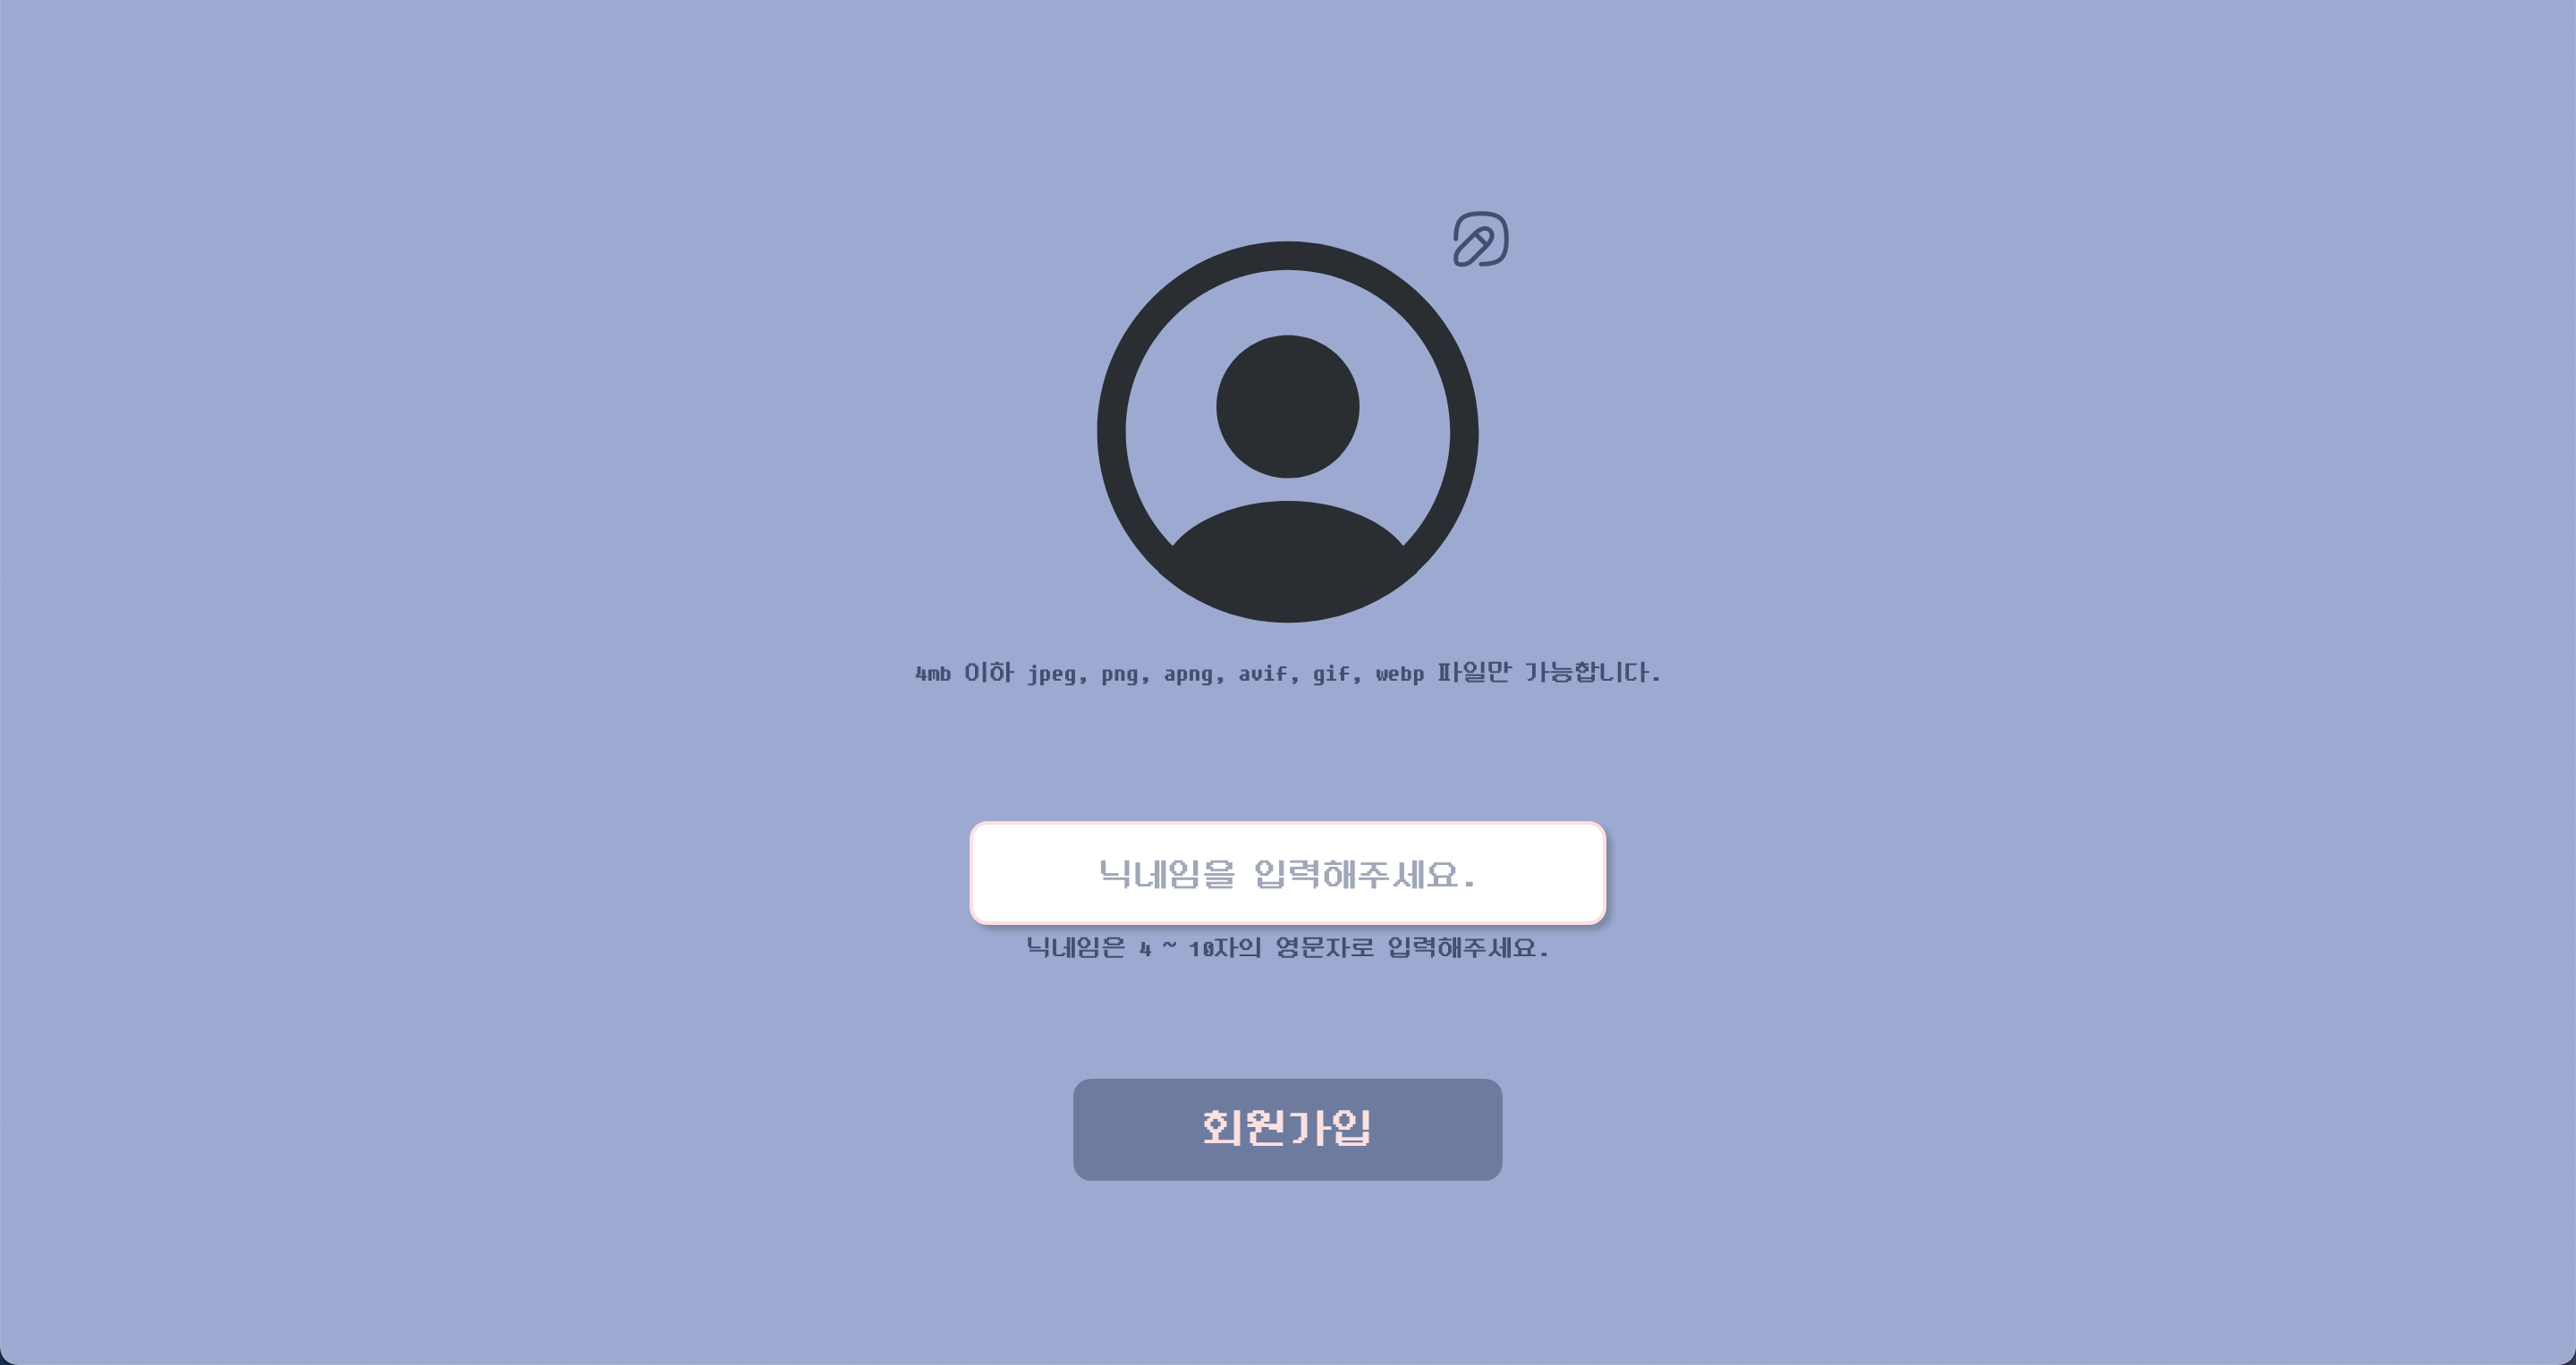 4mb 이하 jpeg, png, apng, avif, gif, webp 파일만 가능합니다.
닉네임을 입력해주세요.
닉네임은 4 ~ 10자의 영문자로 입력해주세요.
회원가입